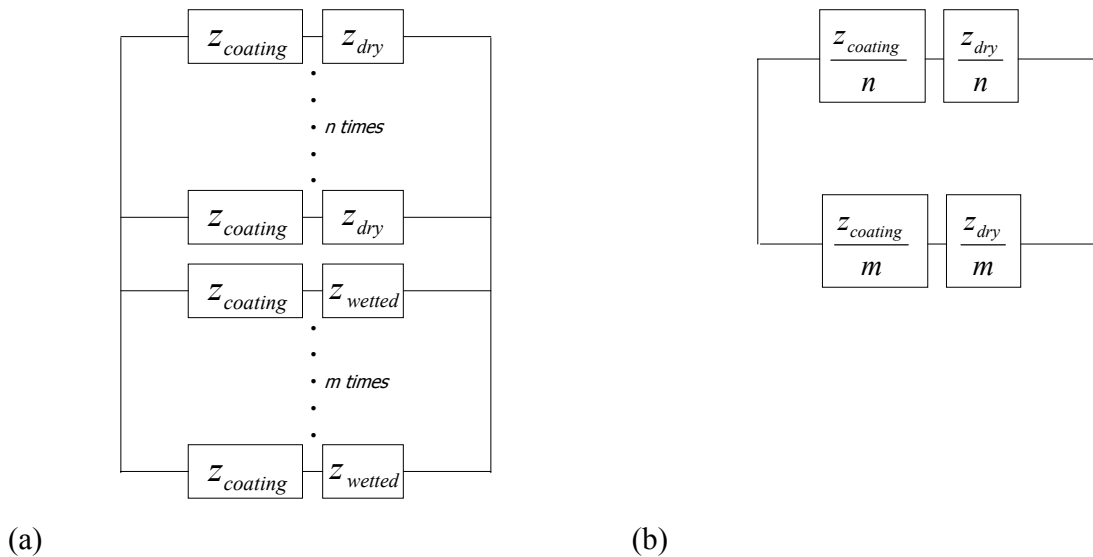 z_coating z_dry
n times
z_coating z_dry
z_coating z_wetted
m times
z_coating z_wetted
(a)
z_coating/n z_dry/n
z_coating/m z_dry/m
(b)